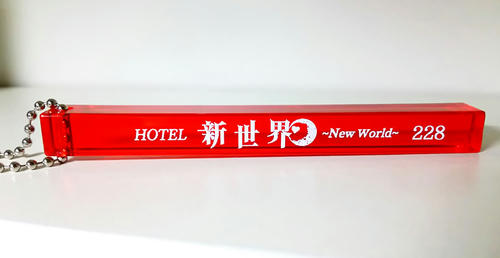 HOTEL 新世界 ~New World~ 228